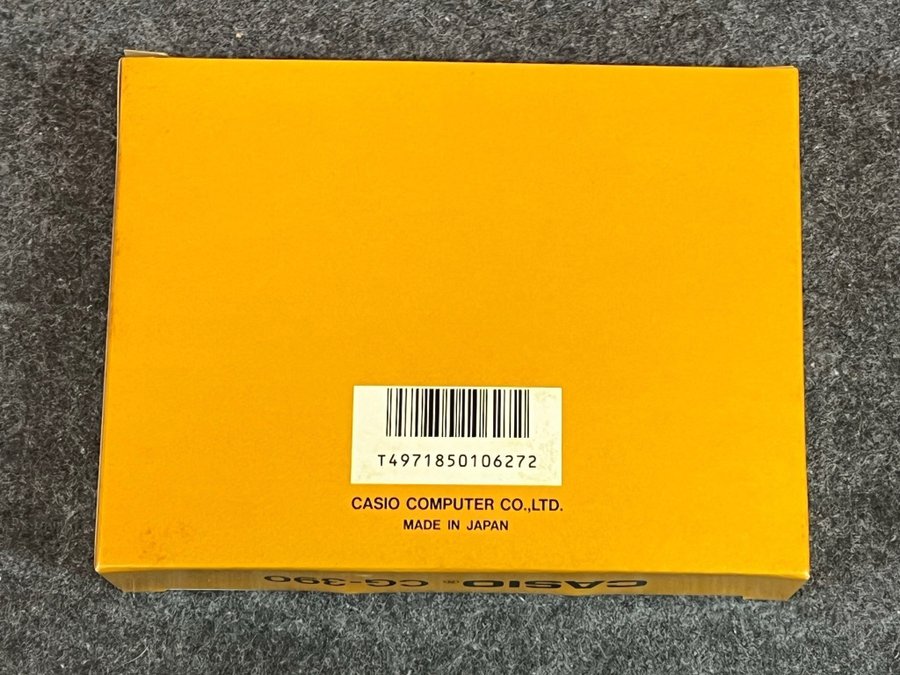 T4971850106272
CASIO COMPUTER CO.,LTD.
MADE IN JAPAN
CASIO ® CG-390